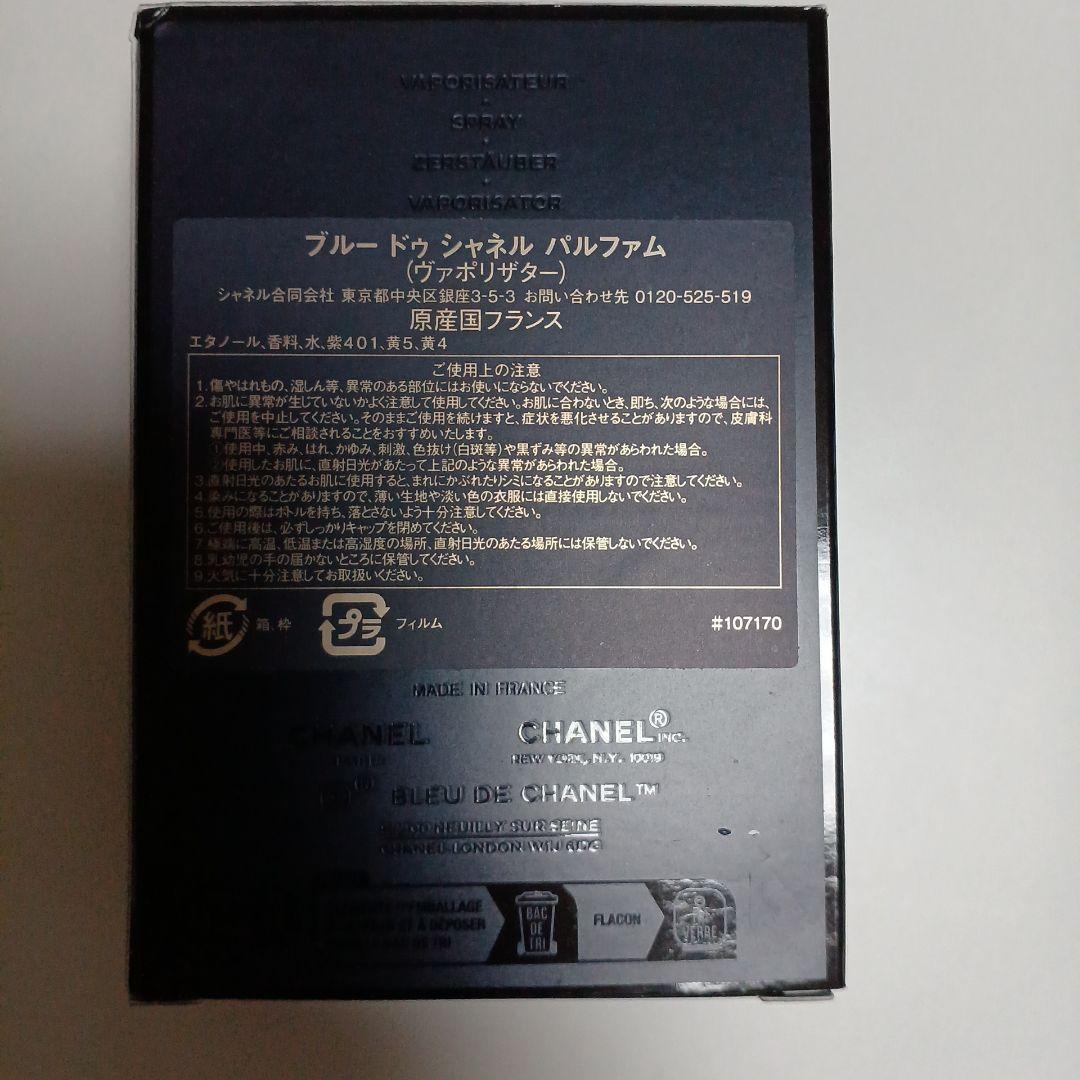 VAPORISATEUR
SPRAY
ZERSTÄUBER
VAPORISATOR
ブルー ドゥ シャネル パルファム
(ヴァポリザター)
シャネル合同会社 東京都中央区銀座3-5-3 お問い合わせ先 0120-525-519
原産国フランス
エタノール、香料、水、紫401、黄5、黄4
ご使用上の注意
1.傷やはれもの、湿しん等、異常のある部位にはお使いにならないでください。
2.お肌に異常が生じていないかよく注意して使用してください。お肌に合わないとき、即ち、次のような場合には、
ご使用を中止してください。そのままご使用を続けますと、症状を悪化させることがありますので、皮膚科
専門医等にご相談されることをおすすめいたします。
①使用中、赤み、はれ、かゆみ、刺激、色抜け(白斑等)や黒ずみ等の異常があらわれた場合。
②使用したお肌に、直射日光があたって上記のような異常があらわれた場合。
3.直射日光のあたるお肌に使用すると、まれにかぶれたりシミになることがありますので注意してください。
4.染みになることがありますので、薄い生地や淡い色の衣服には直接使用しないでください。
5.使用の際はボトルを持ち、落とさないよう十分注意してください。
6.ご使用後は、必ずしっかりキャップを閉めてください。
7.極端に高温、低温または高湿度の場所、直射日光のあたる場所には保管しないでください。
8.乳幼児の手の届かないところに保管してください。
9.火気に十分注意してお取扱いください。
紙 箱、枠 プラ フィルム #107170
MADE IN FRANCE
CHANEL CHANEL® INC.
NEW YORK, N.Y. 10019
BLEU DE CHANEL™
NEUILLY SUR SEINE
CHANEL LONDON W1J 6DG
D'EMBALLAGE
ET À DÉPOSER
DE TRI
BAC
DE
TRI
FLACON
VERRE